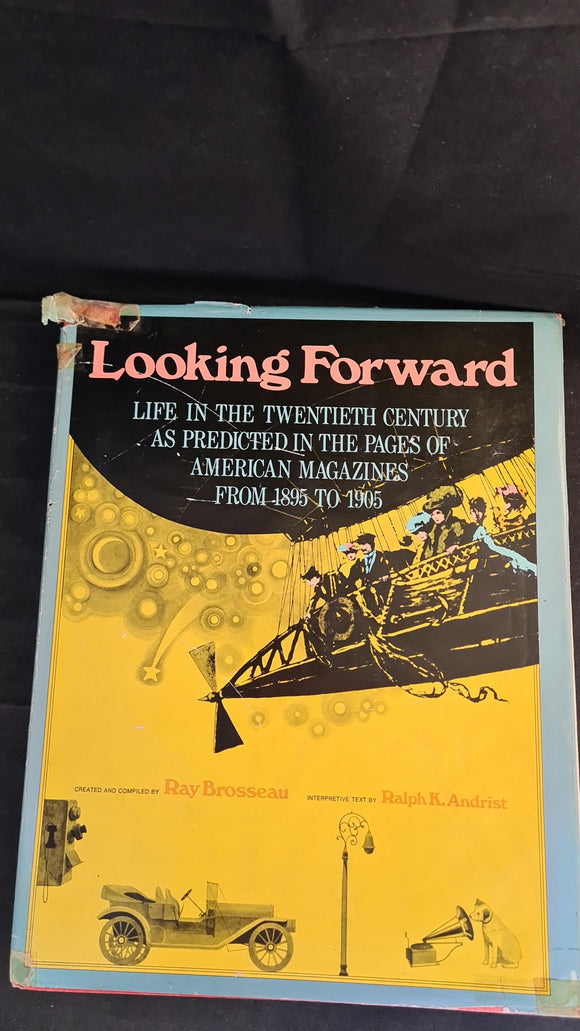 Looking Forward
LIFE IN THE TWENTIETH CENTURY
AS PREDICTED IN THE PAGES OF
AMERICAN MAGAZINES
FROM 1895 TO 1905
CREATED AND COMPILED BY Ray Brosseau
INTERPRETIVE TEXT BY Ralph K. Andrist